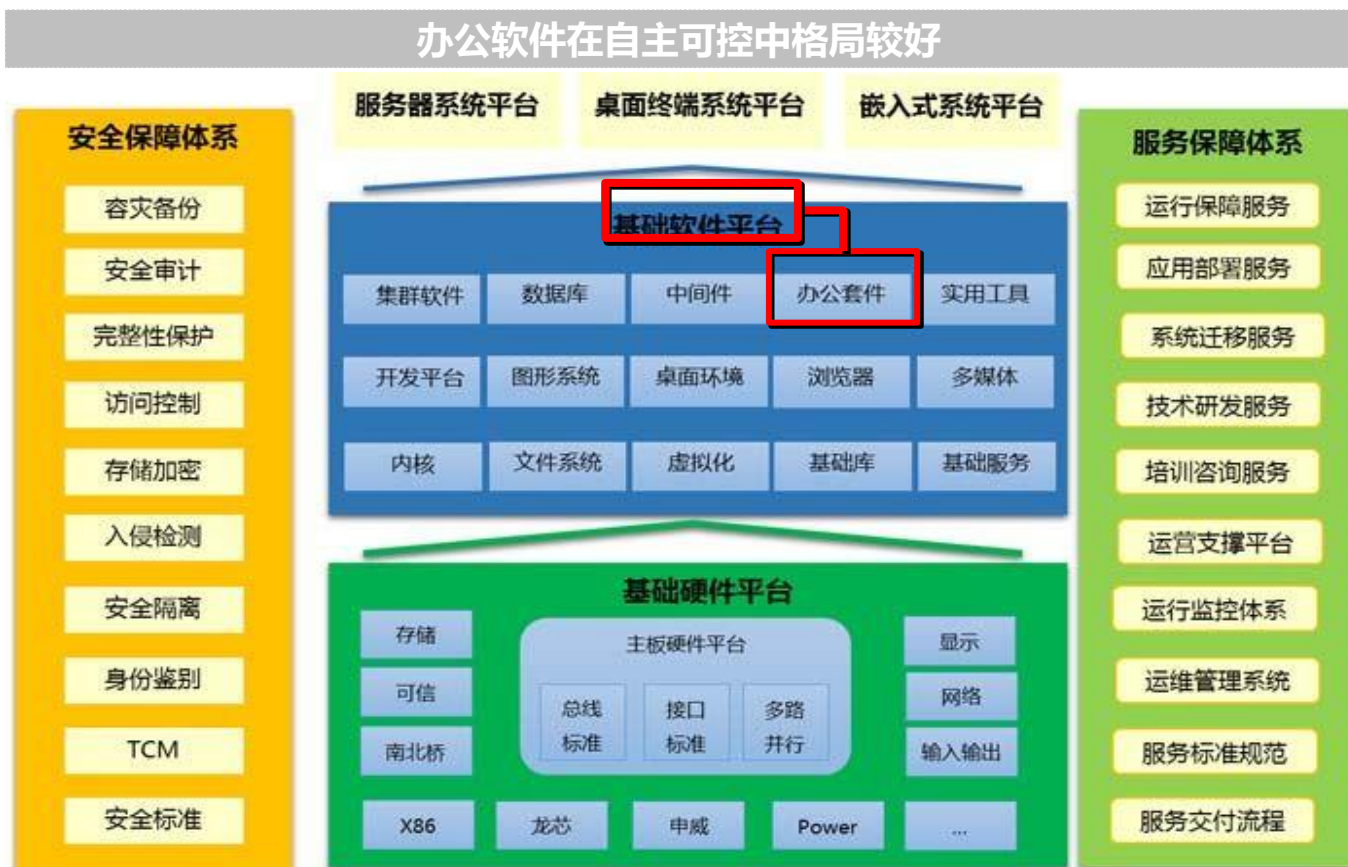 办公软件在自主可控中格局较好
服务器系统平台
桌面终端系统平台
嵌入式系统平台
安全保障体系
容灾备份
安全审计
完整性保护
访问控制
存储加密
入侵检测
安全隔离
身份鉴别
TCM
安全标准
基础软件平台
集群软件
数据库
中间件
办公套件
实用工具
开发平台
图形系统
桌面环境
浏览器
多媒体
内核
文件系统
虚拟化
基础库
基础服务
基础硬件平台
存储
可信
南北桥
主板硬件平台
总线
标准
接口
标准
多路
并行
显示
网络
输入输出
X86
龙芯
申威
Power
...
服务保障体系
运行保障服务
应用部署服务
系统迁移服务
技术研发服务
培训咨询服务
运营支撑平台
运行监控体系
运维管理系统
服务标准规范
服务交付流程